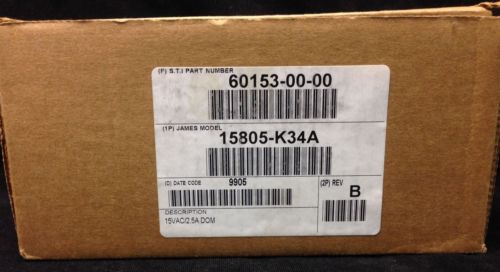 (P) S.T.I PART NUMBER
60153-00-00
(1P) JAMES MODEL
15805-K34A
(D) DATE CODE 9905
(2P) REV
B
DESCRIPTION
15VAC/2.5A DOM